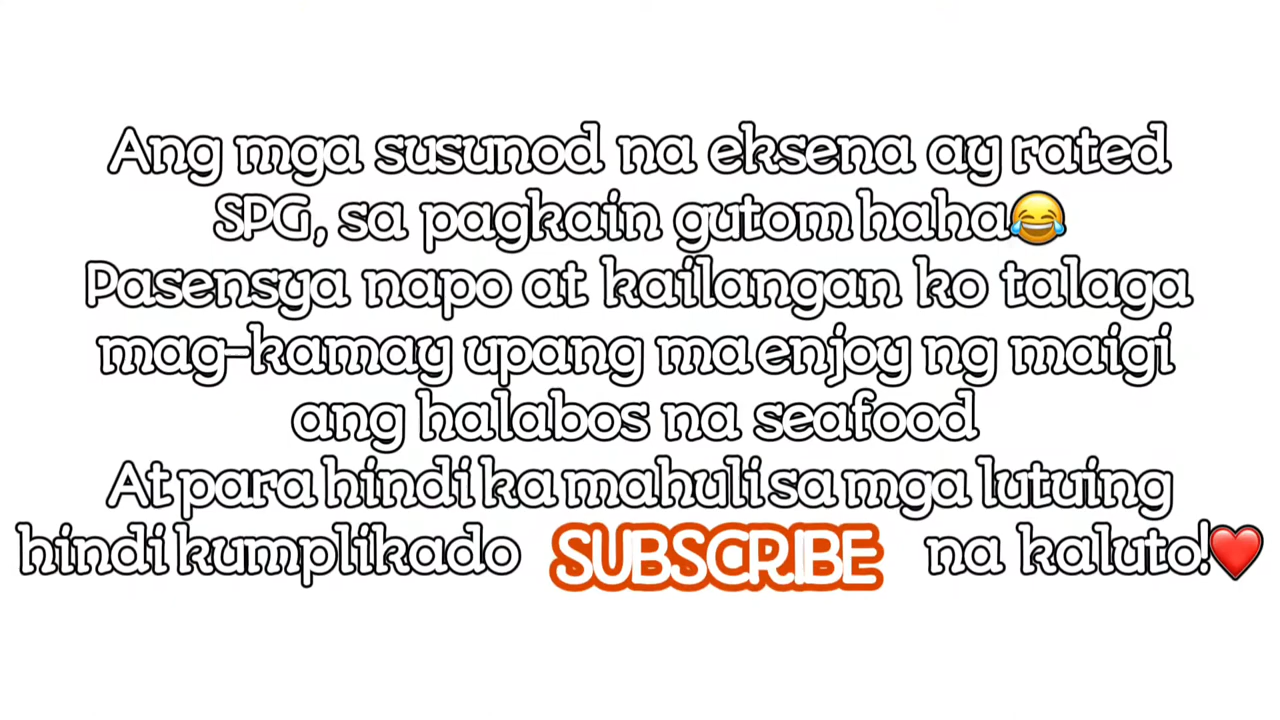 Ang mga susunod na eksena ay rated
SPG, sa pagkain gutom haha😂
Pasensya napo at kailangan ko talaga
mag-kamay upang ma enjoy ng maigi
ang halabos na seafood
At para hindi ka mahuli sa mga lutuing
hindi kumplikado SUBSCRIBE na kaluto!❤️